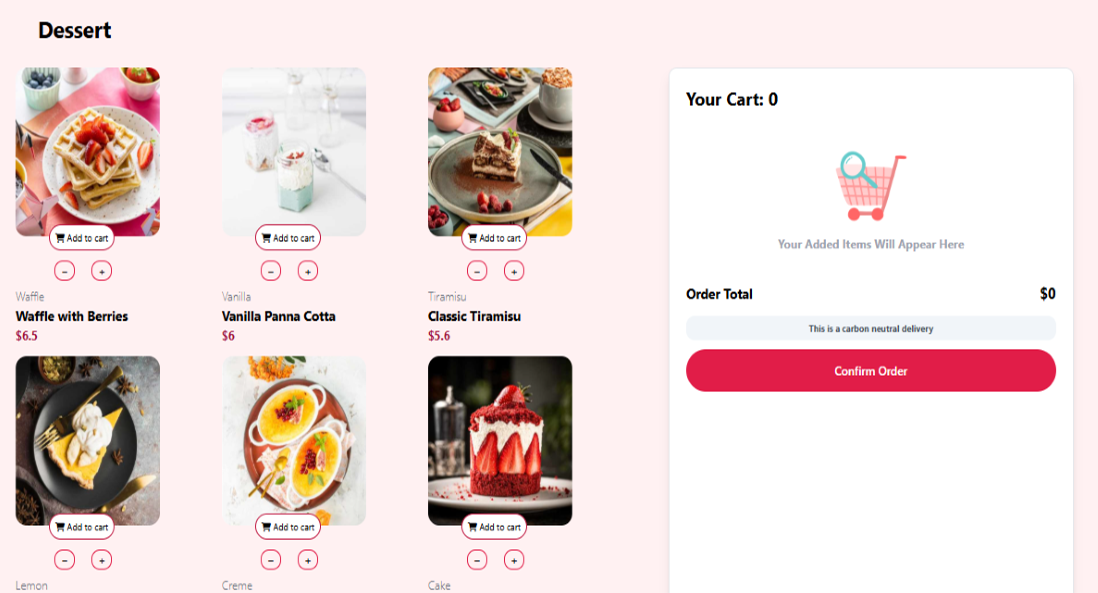 Dessert
Your Cart: 0
Add to cart
Add to cart
Add to cart
- +
- +
- +
Waffle
Vanilla
Tiramisu
Waffle with Berries
Vanilla Panna Cotta
Classic Tiramisu
$6.5
$6
$5.6
Add to cart
Add to cart
Add to cart
- +
- +
- +
Lemon
Creme
Cake
Your Added Items Will Appear Here
Order Total $0
This is a carbon neutral delivery
Confirm Order